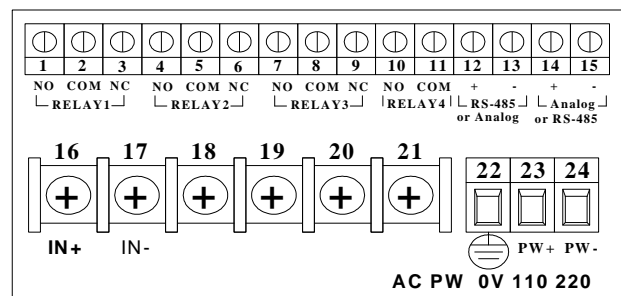 1 2 3 4 5 6 7 8 9 10 11 12 13 14 15
NO COM NC NO COM NC NO COM NC NO COM + - + -
RELAY1 RELAY2 RELAY3 RELAY4 RS-485 Analog
or Analog or RS-485
16 17 18 19 20 21 22 23 24
IN+ IN- PW+ PW-
AC PW 0V 110 220